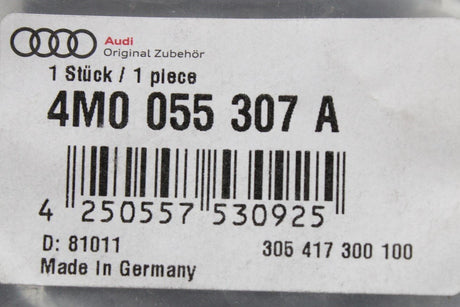 Audi
Original Zubehör
1 Stück / 1 piece
4M0 055 307 A
4 250557 530925
D: 81011 305 417 300 100
Made In Germany